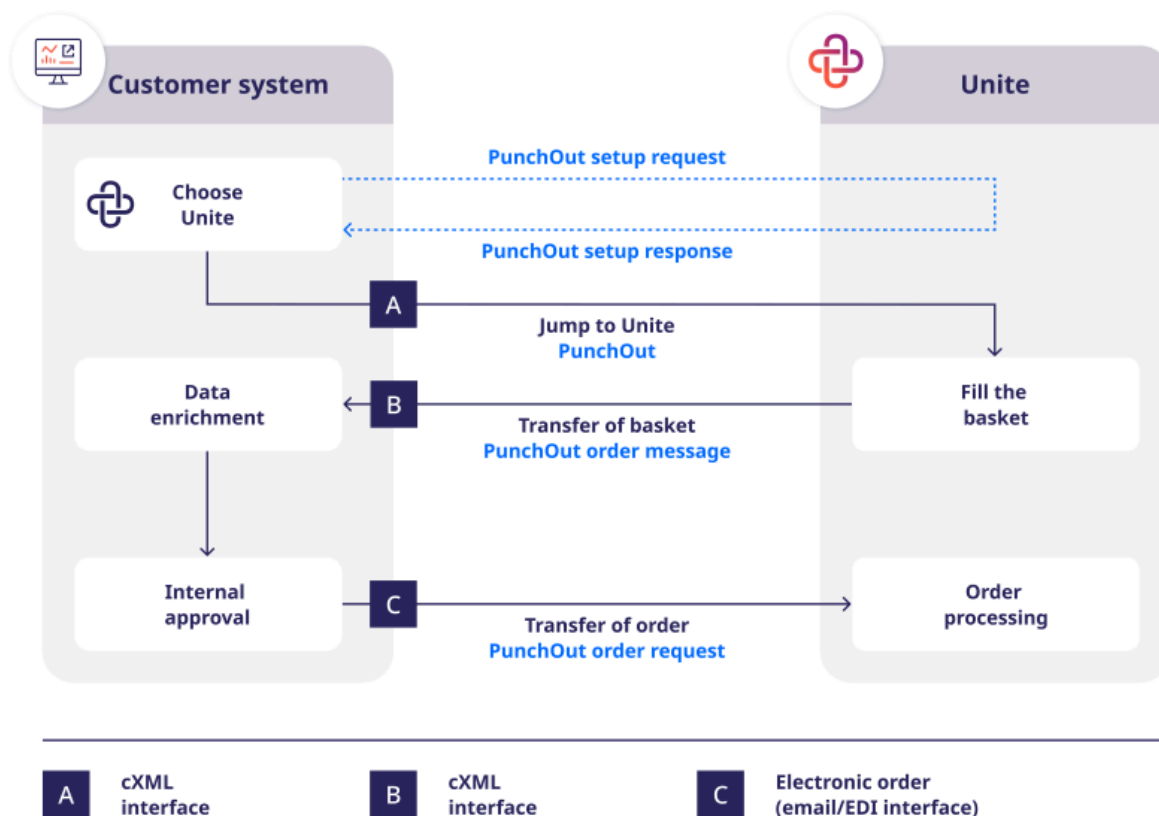 Customer system
Unite
PunchOut setup request
Choose
Unite
PunchOut setup response
A
Jump to Unite
PunchOut
Data
enrichment
B
Fill the
basket
Transfer of basket
PunchOut order message
Internal
approval
C
Order
processing
Transfer of order
PunchOut order request
A
cXML
interface
B
cXML
interface
C
Electronic order
(email/EDI interface)